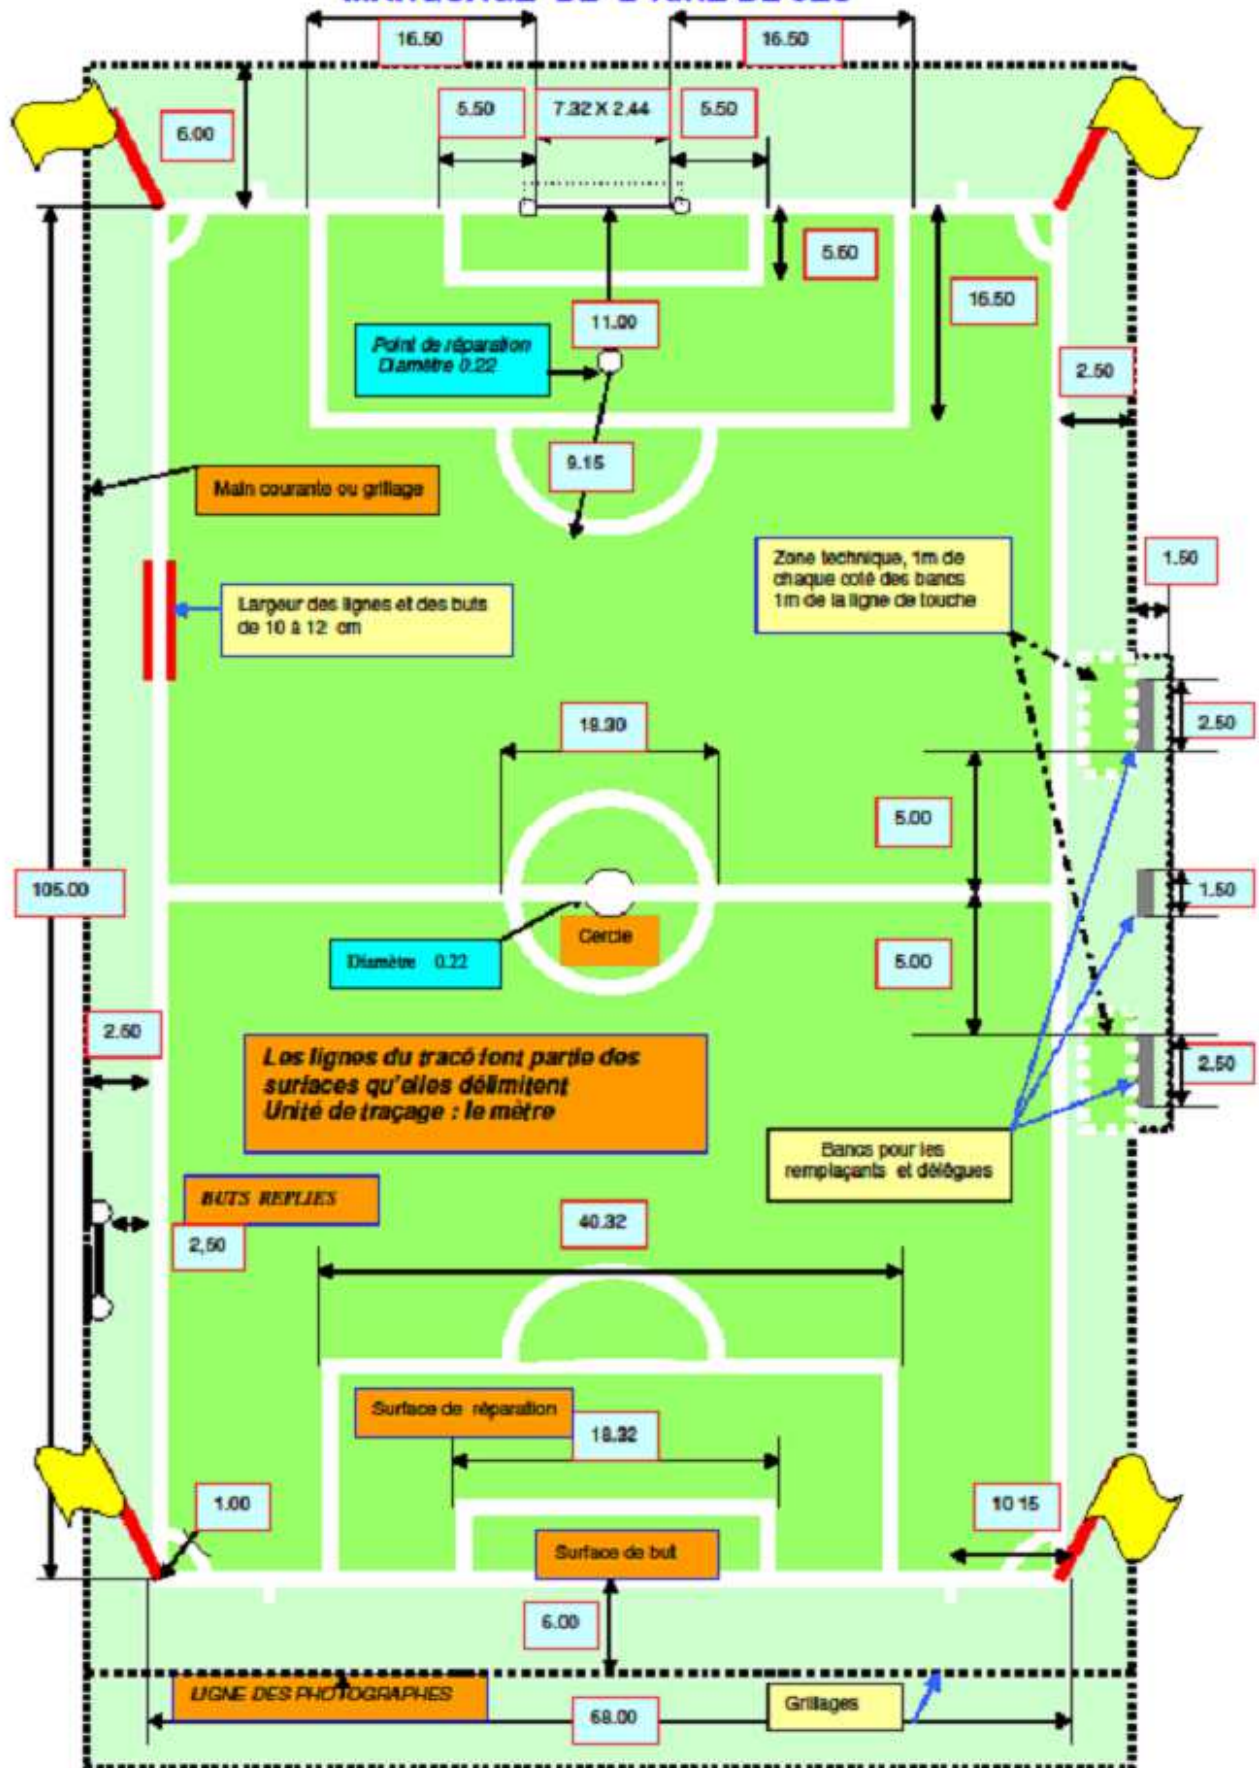 16.50
16.50
5.50
7.32 X 2.44
5.50
6.00
5.50
16.50
11.00
Point de réparation
Diamètre 0.22
2.50
9.15
Main courante ou grillage
Zone technique, 1m de
chaque coté des bancs
1m de la ligne de touche
1.50
Largeur des lignes et des buts
de 10 à 12 cm
18.30
2.50
5.00
105.00
1.50
Cercle
Diamètre 0.22
5.00
2.50
Les lignes du tracé font partie des
surfaces qu'elles délimitent
Unité de traçage : le mètre
2.50
Bancs pour les
remplaçants et délégues
BUTS REPLIES
40.32
2,50
Surface de réparation
18.32
1.00
10 15
Surface de but
6.00
LIGNE DES PHOTOGRAPHES
68.00
Grillages